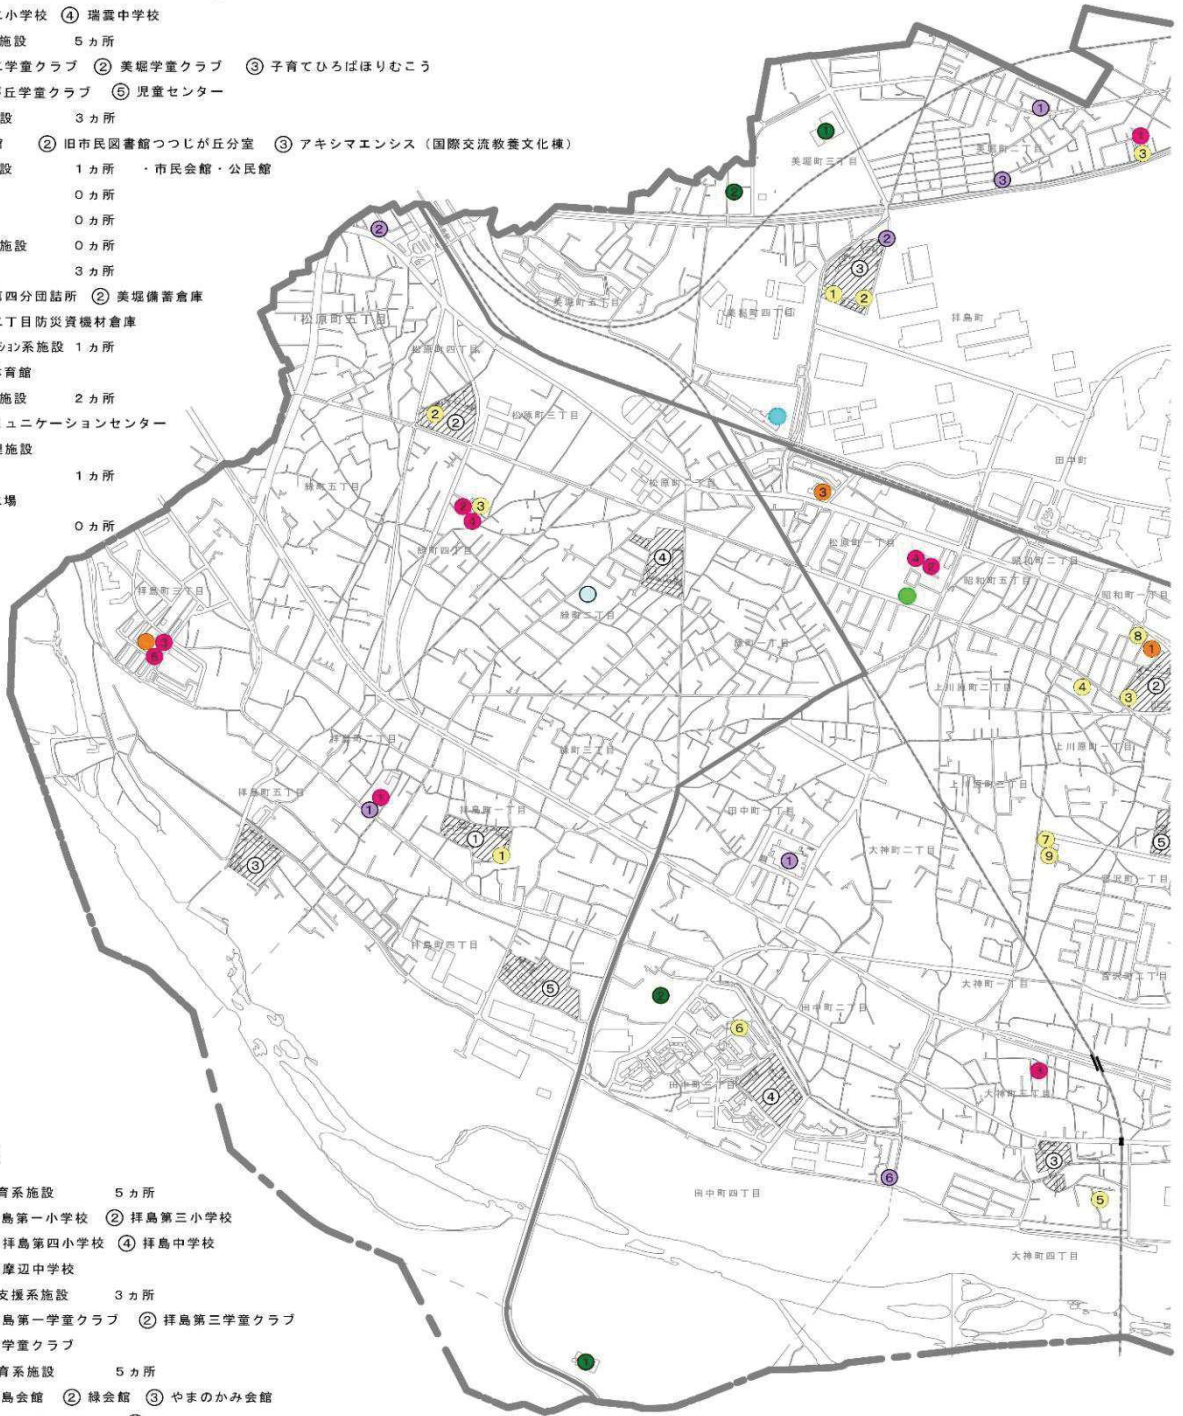 小学校 ④ 瑞雲中学校
施設 5ヵ所
学童クラブ ② 美堀学童クラブ ③ 子育てひろばほりむこう
丘学童クラブ ⑤ 児童センター
設 3ヵ所
② 旧市民図書館つつじが丘分室 ③ アキシマエンシス（国際交流教養文化棟）
設 1ヵ所 ・市民会館・公民館
0ヵ所
0ヵ所
施設 0ヵ所
3ヵ所
第四分団詰所 ② 美堀備蓄倉庫
二丁目防災資機材倉庫
ション系施設 1ヵ所
体育館
施設 2ヵ所
ミュニケーションセンター
理施設
1ヵ所
場
0ヵ所
美堀町三丁目
美堀町二丁目
美堀町五丁目
美堀町四丁目
拝島町
松原町五丁目
松原町四丁目
松原町三丁目
田中町
緑町五丁目
松原町二丁目
松原町一丁目
昭和町二丁目
緑町四丁目
昭和町五丁目
拝島町三丁目
緑町二丁目
昭和町一丁目
緑町一丁目
上川原町二丁目
拝島町二丁目
緑町三丁目
上川原町一丁目
拝島町五丁目
拝島町一丁目
田中町一丁目
上川原町三丁目
大神町二丁目
宮沢町一丁目
拝島町四丁目
大神町一丁目
宮沢町二丁目
田中町二丁目
田中町三丁目
大神町三丁目
田中町四丁目
大神町四丁目
育系施設 5ヵ所
島第一小学校 ② 拝島第三小学校
拝島第四小学校 ④ 拝島中学校
摩辺中学校
支援系施設 3ヵ所
島第一学童クラブ ② 拝島第三学童クラブ
学童クラブ
育系施設 5ヵ所
島会館 ② 緑会館 ③ やまのかみ会館